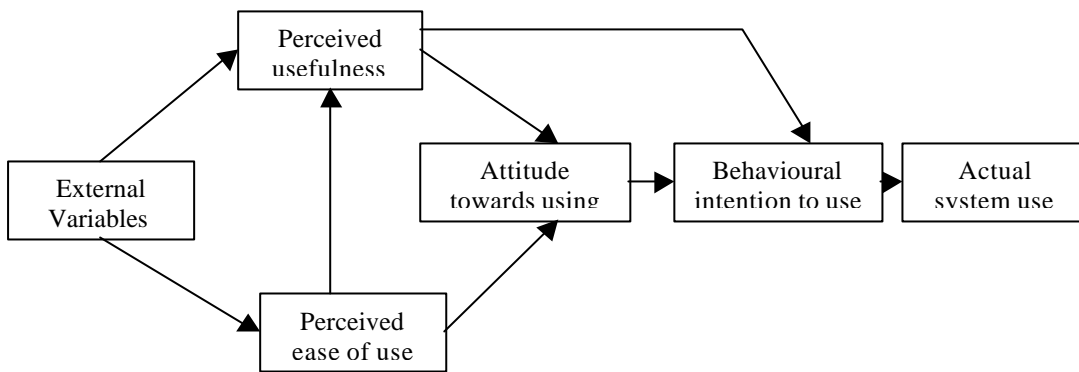 Perceived
usefulness
External
Variables
Attitude
towards using
Behavioural
intention to use
Actual
system use
Perceived
ease of use